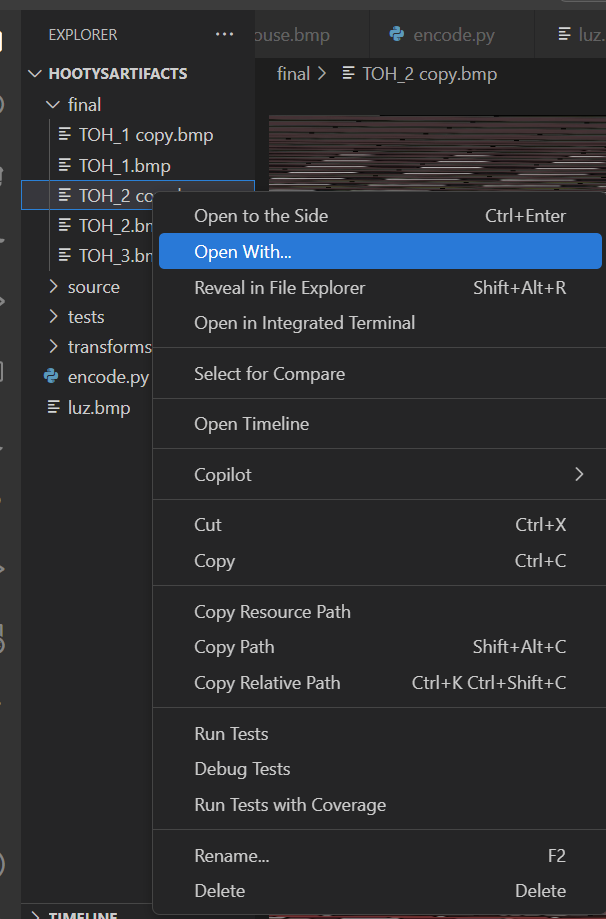 EXPLORER
ouse.bmp
encode.py
luz.
HOOTYSARTIFACTS
final > TOH_2 copy.bmp
final
TOH_1 copy.bmp
TOH_1.bmp
TOH_2
TOH_2.bm
TOH_3.bm
source
tests
transforms
encode.py
luz.bmp
Open to the Side Ctrl+Enter
Open With...
Reveal in File Explorer Shift+Alt+R
Open in Integrated Terminal
Select for Compare
Open Timeline
Copilot
Cut Ctrl+X
Copy Ctrl+C
Copy Resource Path
Copy Path Shift+Alt+C
Copy Relative Path Ctrl+K Ctrl+Shift+C
Run Tests
Debug Tests
Run Tests with Coverage
Rename... F2
Delete Delete
TIMELINE